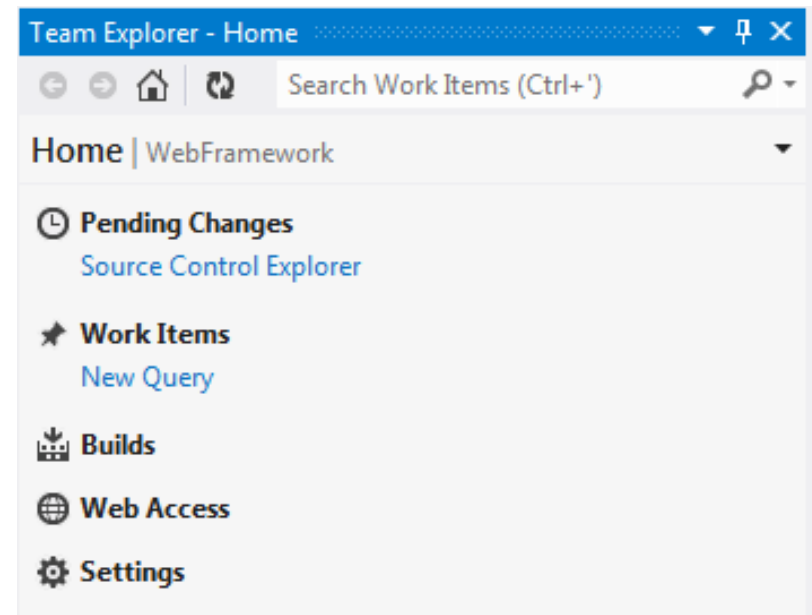 Team Explorer - Home
Search Work Items (Ctrl+')
Home | WebFramework
Pending Changes
Source Control Explorer
Work Items
New Query
Builds
Web Access
Settings